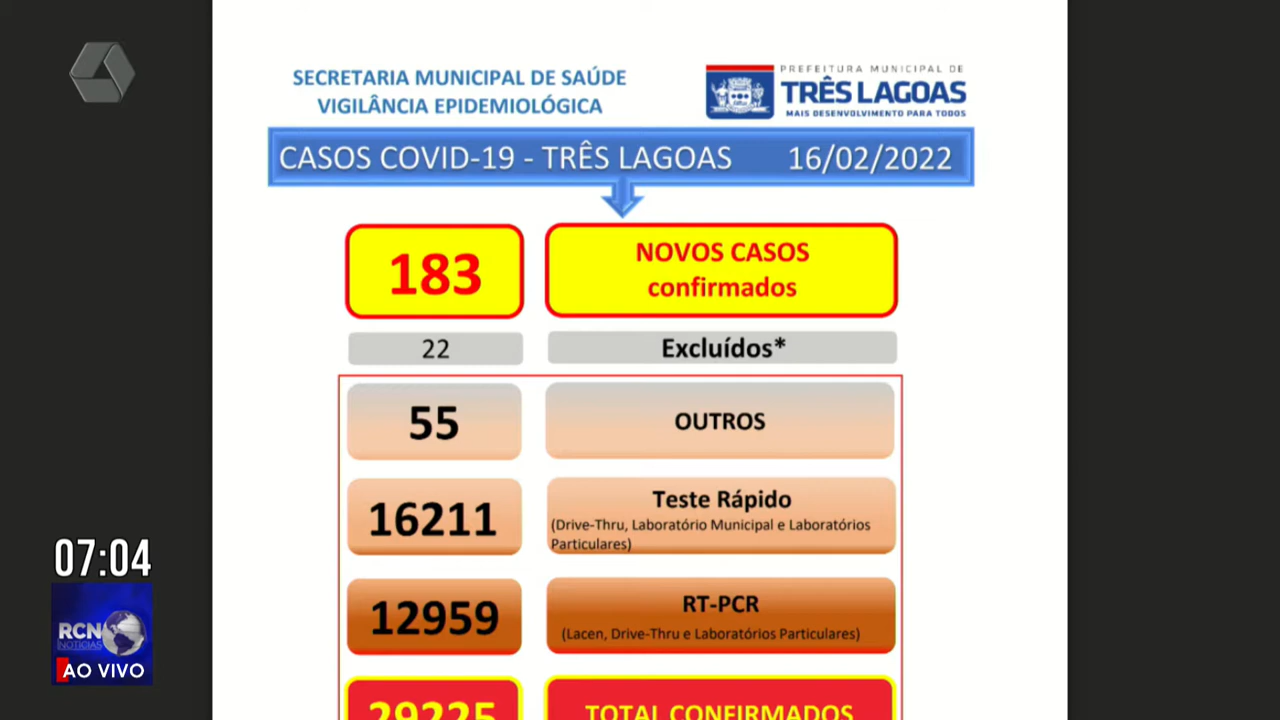 SECRETARIA MUNICIPAL DE SAÚDE
VIGILÂNCIA EPIDEMIOLÓGICA
PREFEITURA MUNICIPAL DE
TRÊS LAGOAS
MAIS DESENVOLVIMENTO PARA TODOS
CASOS COVID-19 - TRÊS LAGOAS 16/02/2022
183
NOVOS CASOS
confirmados
22
Excluídos*
55
OUTROS
16211
Teste Rápido
(Drive-Thru, Laboratório Municipal e Laboratórios
Particulares)
12959
RT-PCR
(Lacen, Drive-Thru e Laboratórios Particulares)
29225
TOTAL CONFIRMADOS
07:04
RCN
NOTÍCIAS
AO VIVO